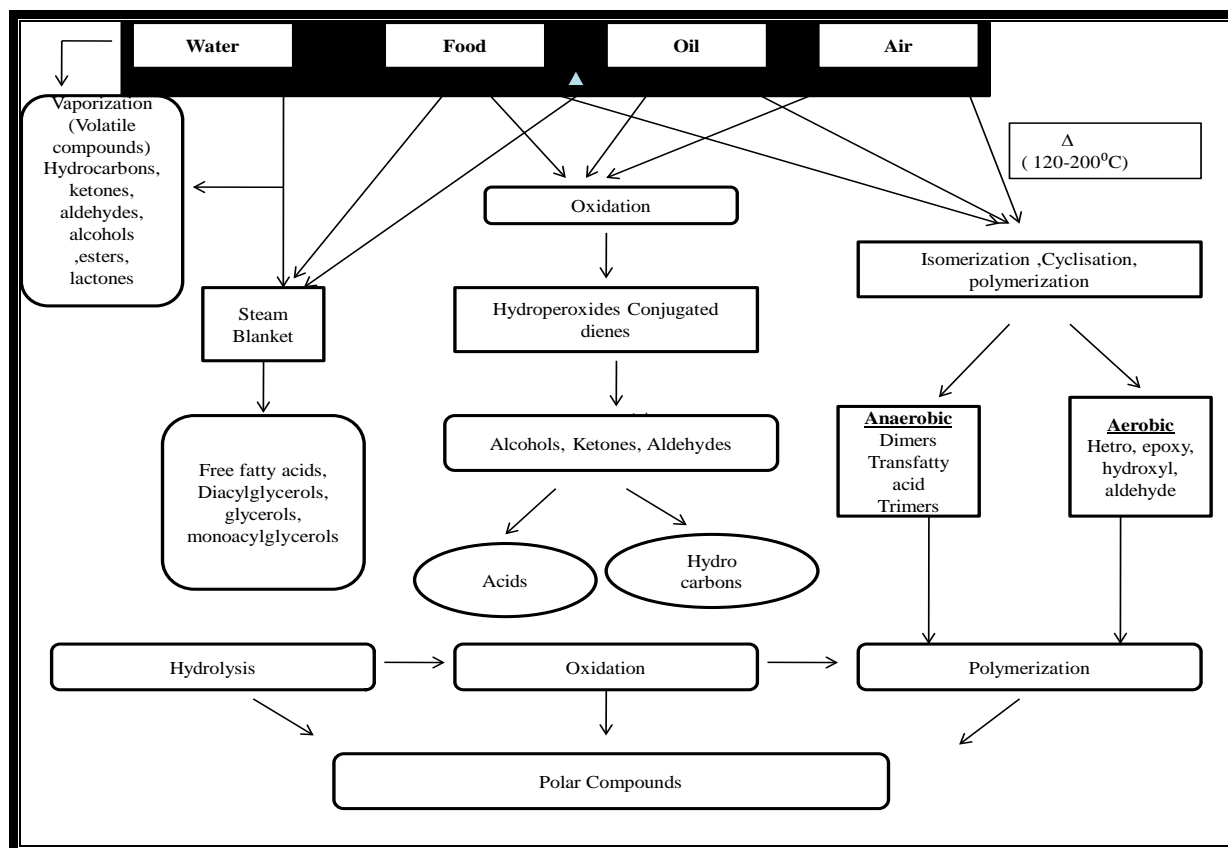 Water
Food
Oil
Air
Vaporization
(Volatile
compounds)
Hydrocarbons,
ketones,
aldehydes,
alcohols
,esters,
lactones
Δ
( 120-200⁰C)
Oxidation
Isomerization ,Cyclisation,
polymerization
Steam
Blanket
Hydroperoxides Conjugated
dienes
Anaerobic
Dimers
Transfatty
acid
Trimers
Aerobic
Hetro, epoxy,
hydroxyl,
aldehyde
Alcohols, Ketones, Aldehydes
Free fatty acids,
Diacylglycerols,
glycerols,
monoacylglycerols
Acids
Hydro
carbons
Hydrolysis
Oxidation
Polymerization
Polar Compounds